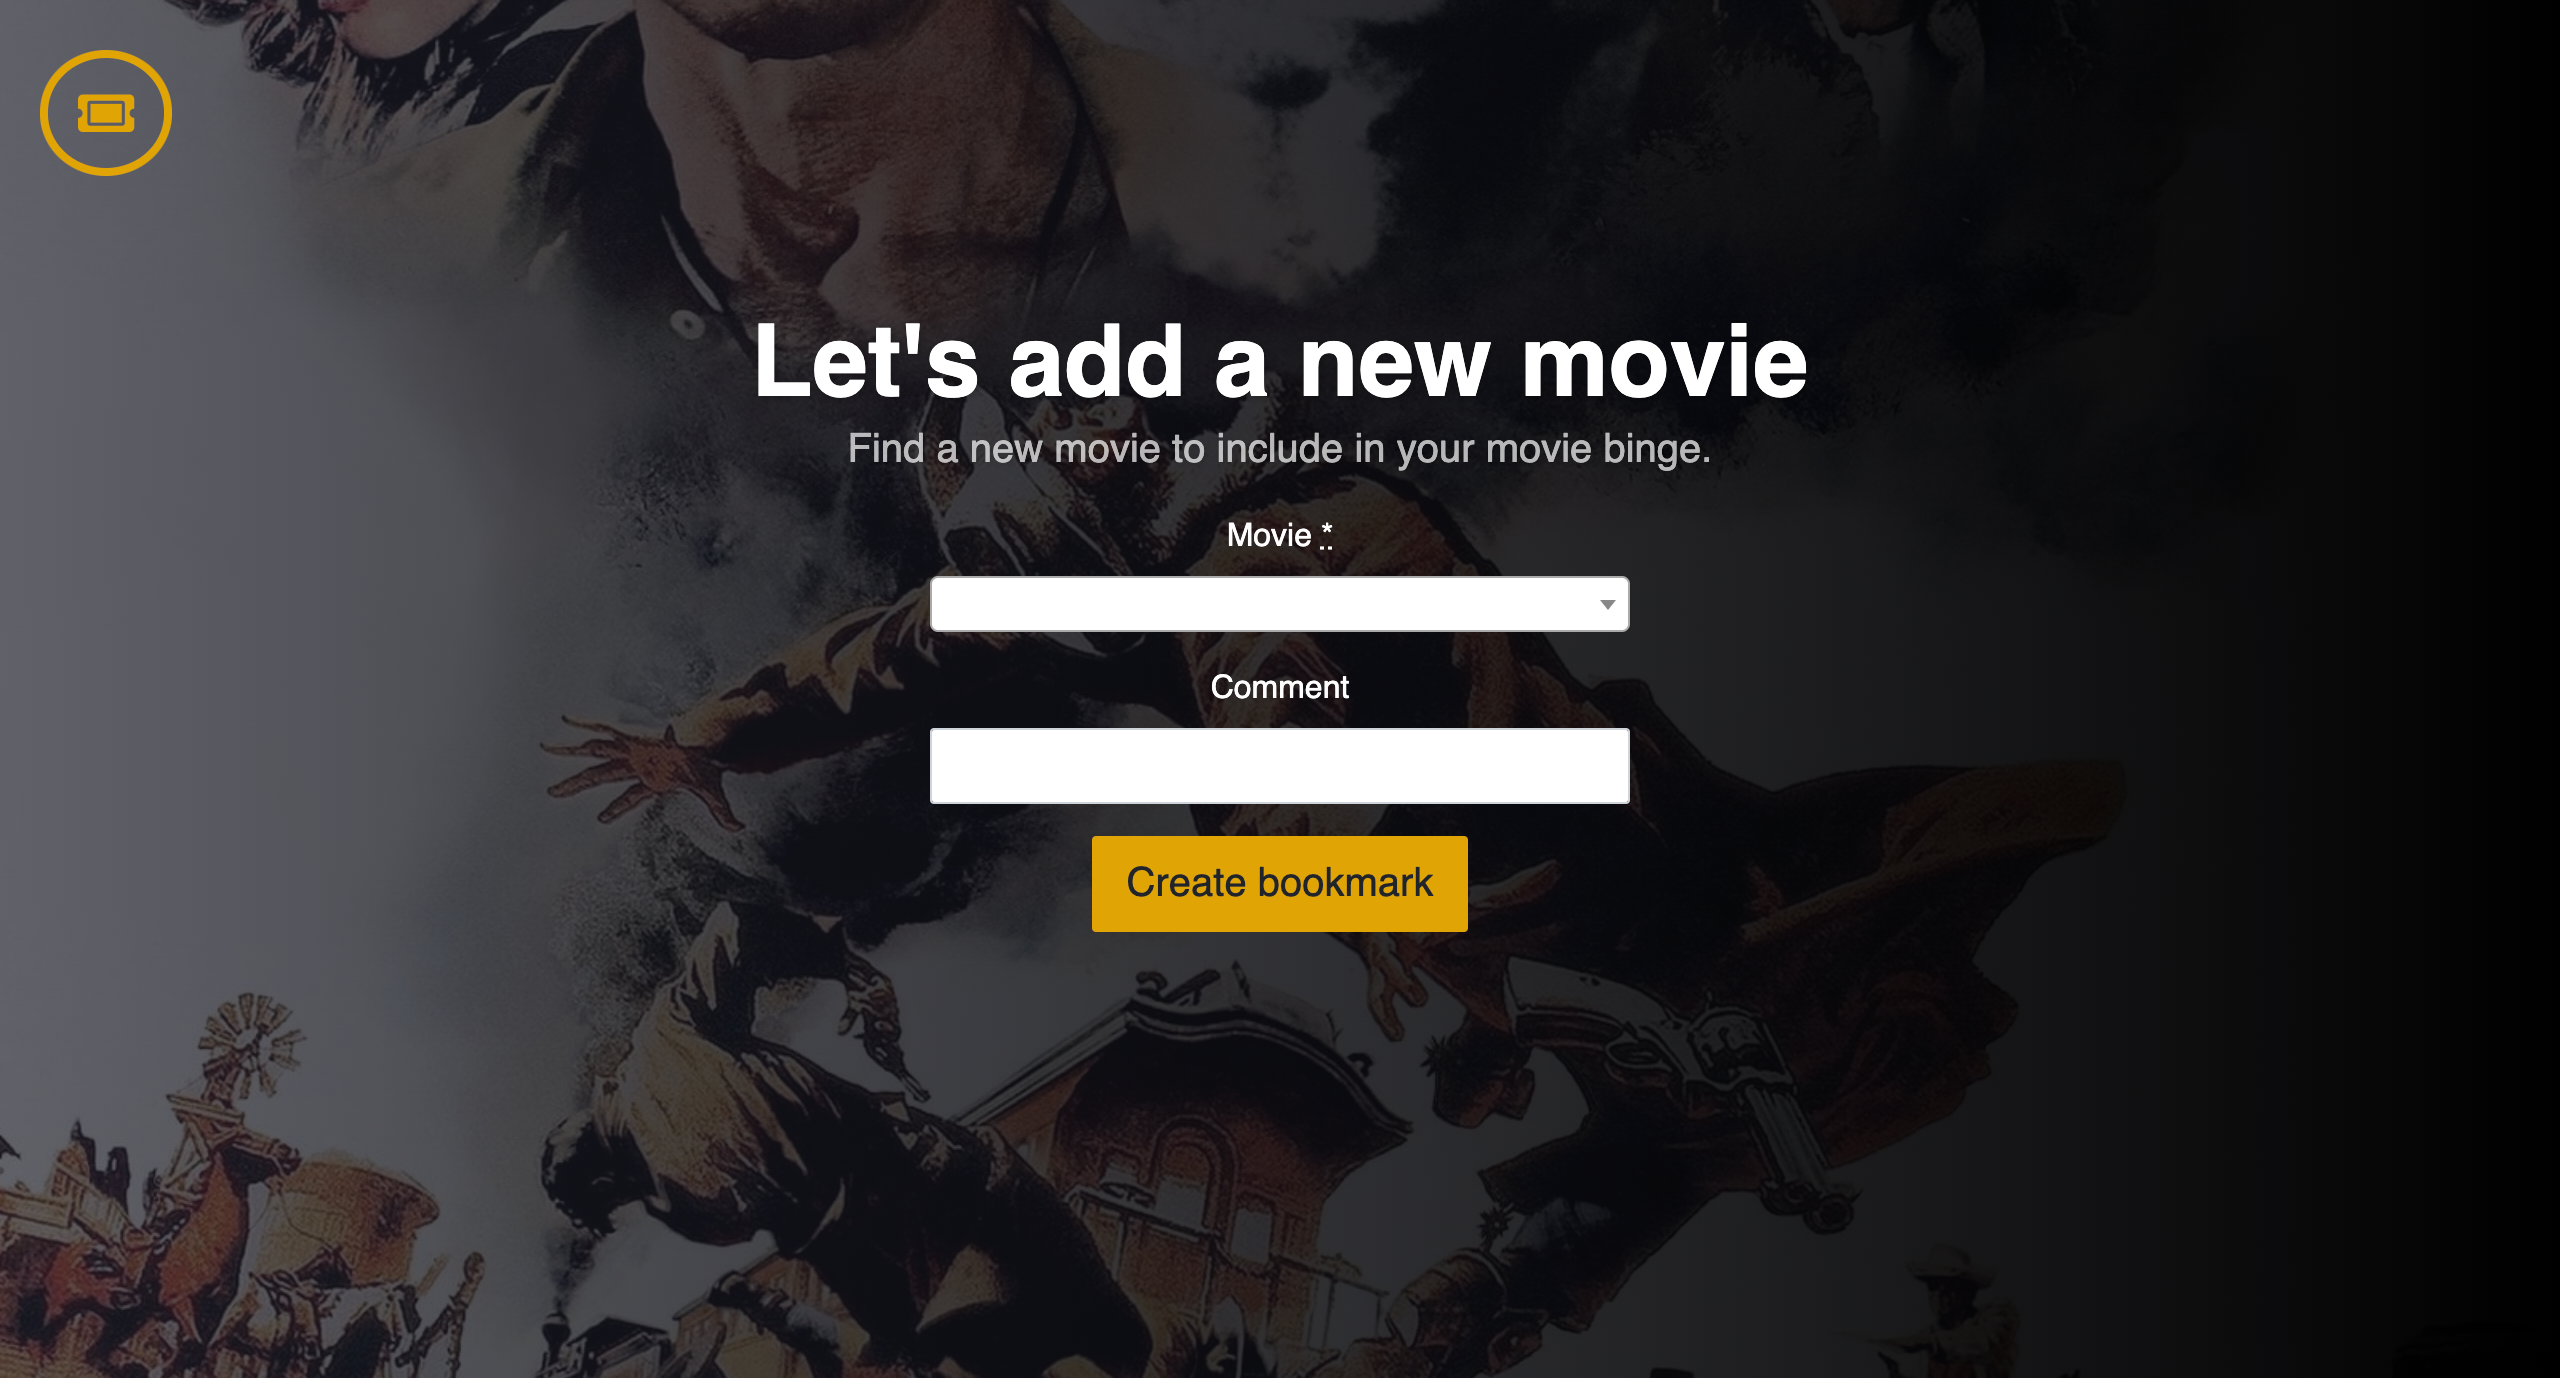 Let's add a new movie
Find a new movie to include in your movie binge.
Movie *
Comment
Create bookmark